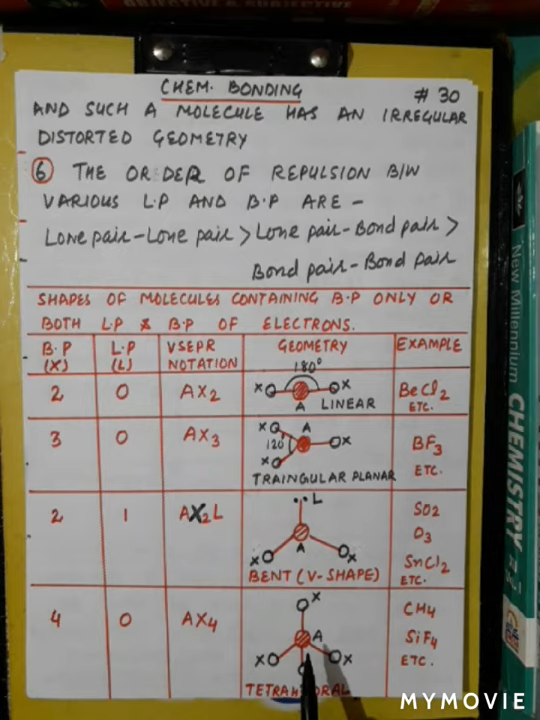 CHEM. BONDING
# 30
AND SUCH A MOLECULE HAS AN IRREGULAR
DISTORTED GEOMETRY
6 THE ORDER OF REPULSION B/W
VARIOUS L.P AND B.P ARE -
Lone pair - Lone pair > Lone pair - Bond pair >
Bond pair - Bond pair
SHAPES OF MOLECULES CONTAINING B.P ONLY OR
BOTH L.P & B.P OF ELECTRONS.
B.P (X) L.P (L) VSEPR NOTATION GEOMETRY EXAMPLE
2 0 AX2 180° X A X LINEAR BeCl2 ETC.
3 0 AX3 X A 120 X X TRAINGULAR PLANAR BF3 ETC.
2 1 AX2L L A X X BENT (V-SHAPE) SO2 O3 SnCl2 ETC.
4 0 AX4 X A X X CH4 SiF4 ETC.
New Millennium
CHEMISTRY
MYMOVIE